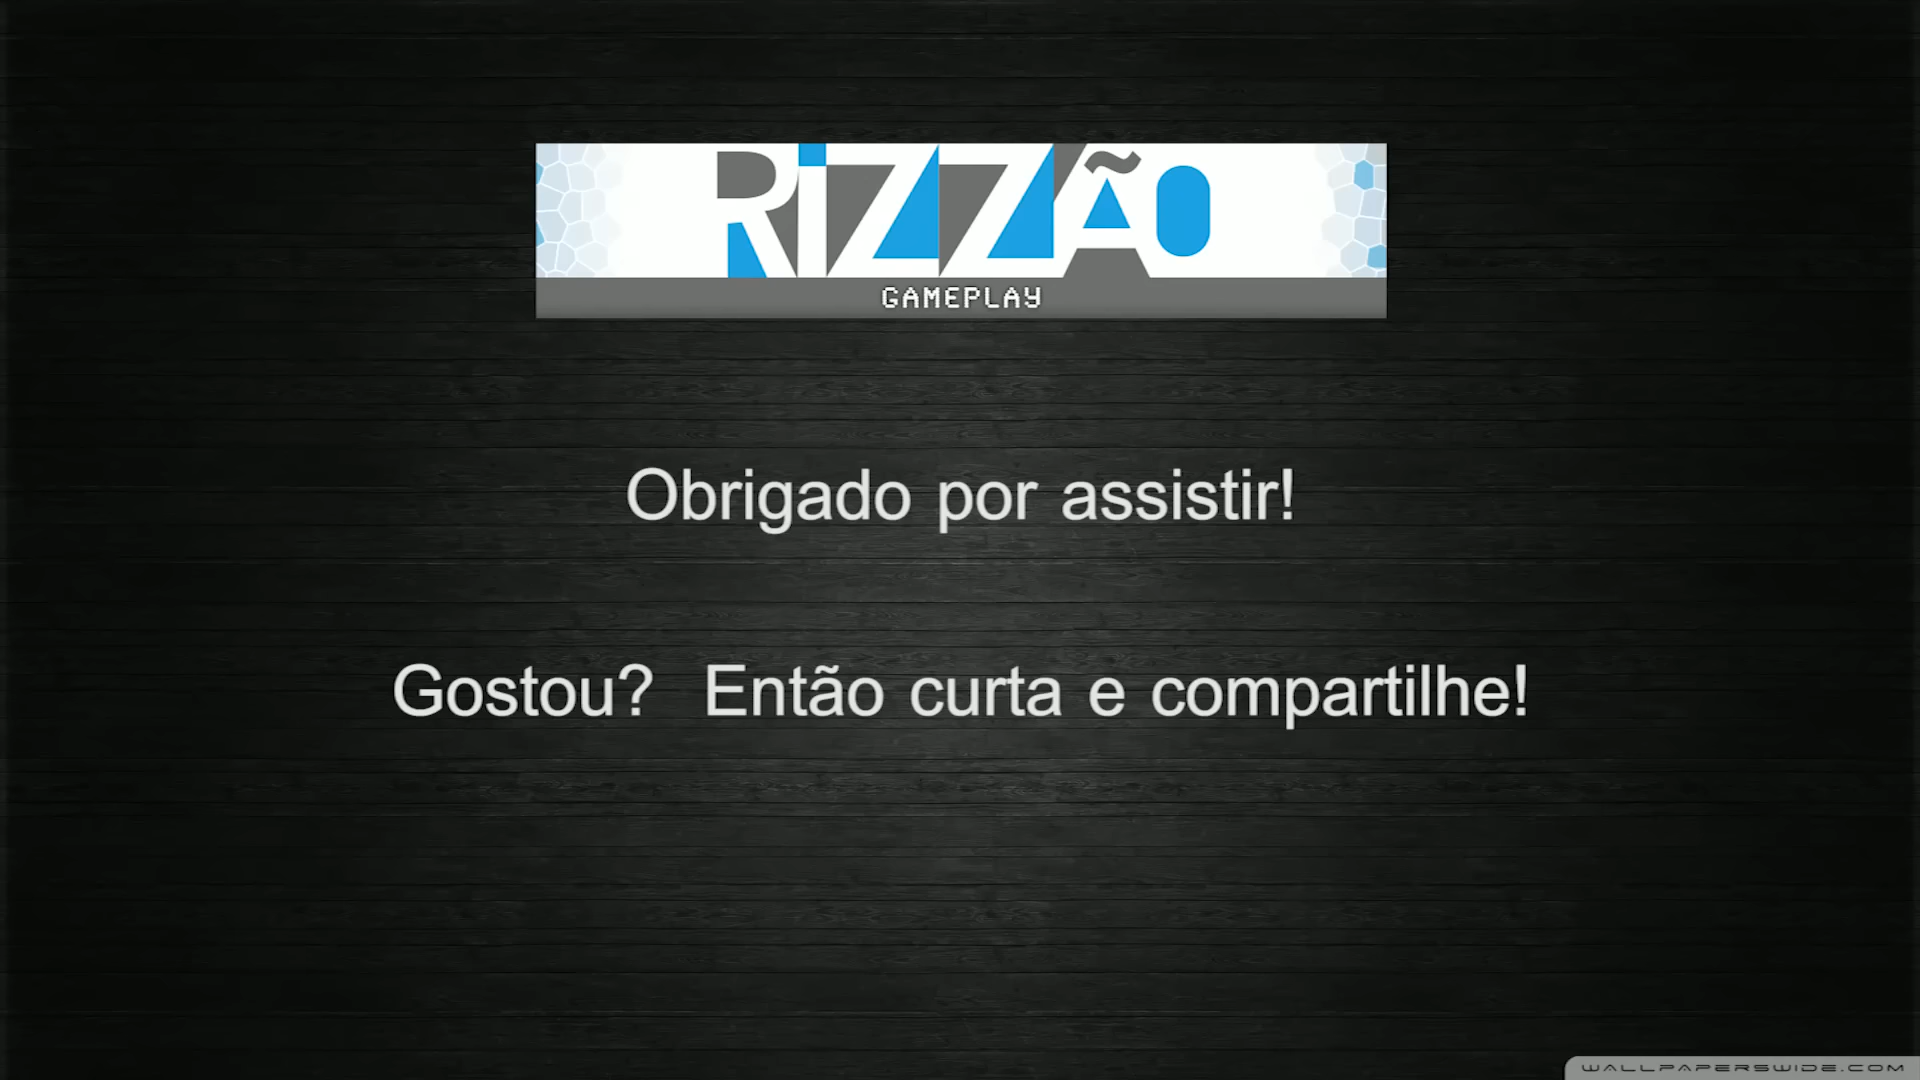 RiZZÃO
GAMEPLAY
Obrigado por assistir!
Gostou? Então curta e compartilhe!
WALLPAPERSWIDE.COM